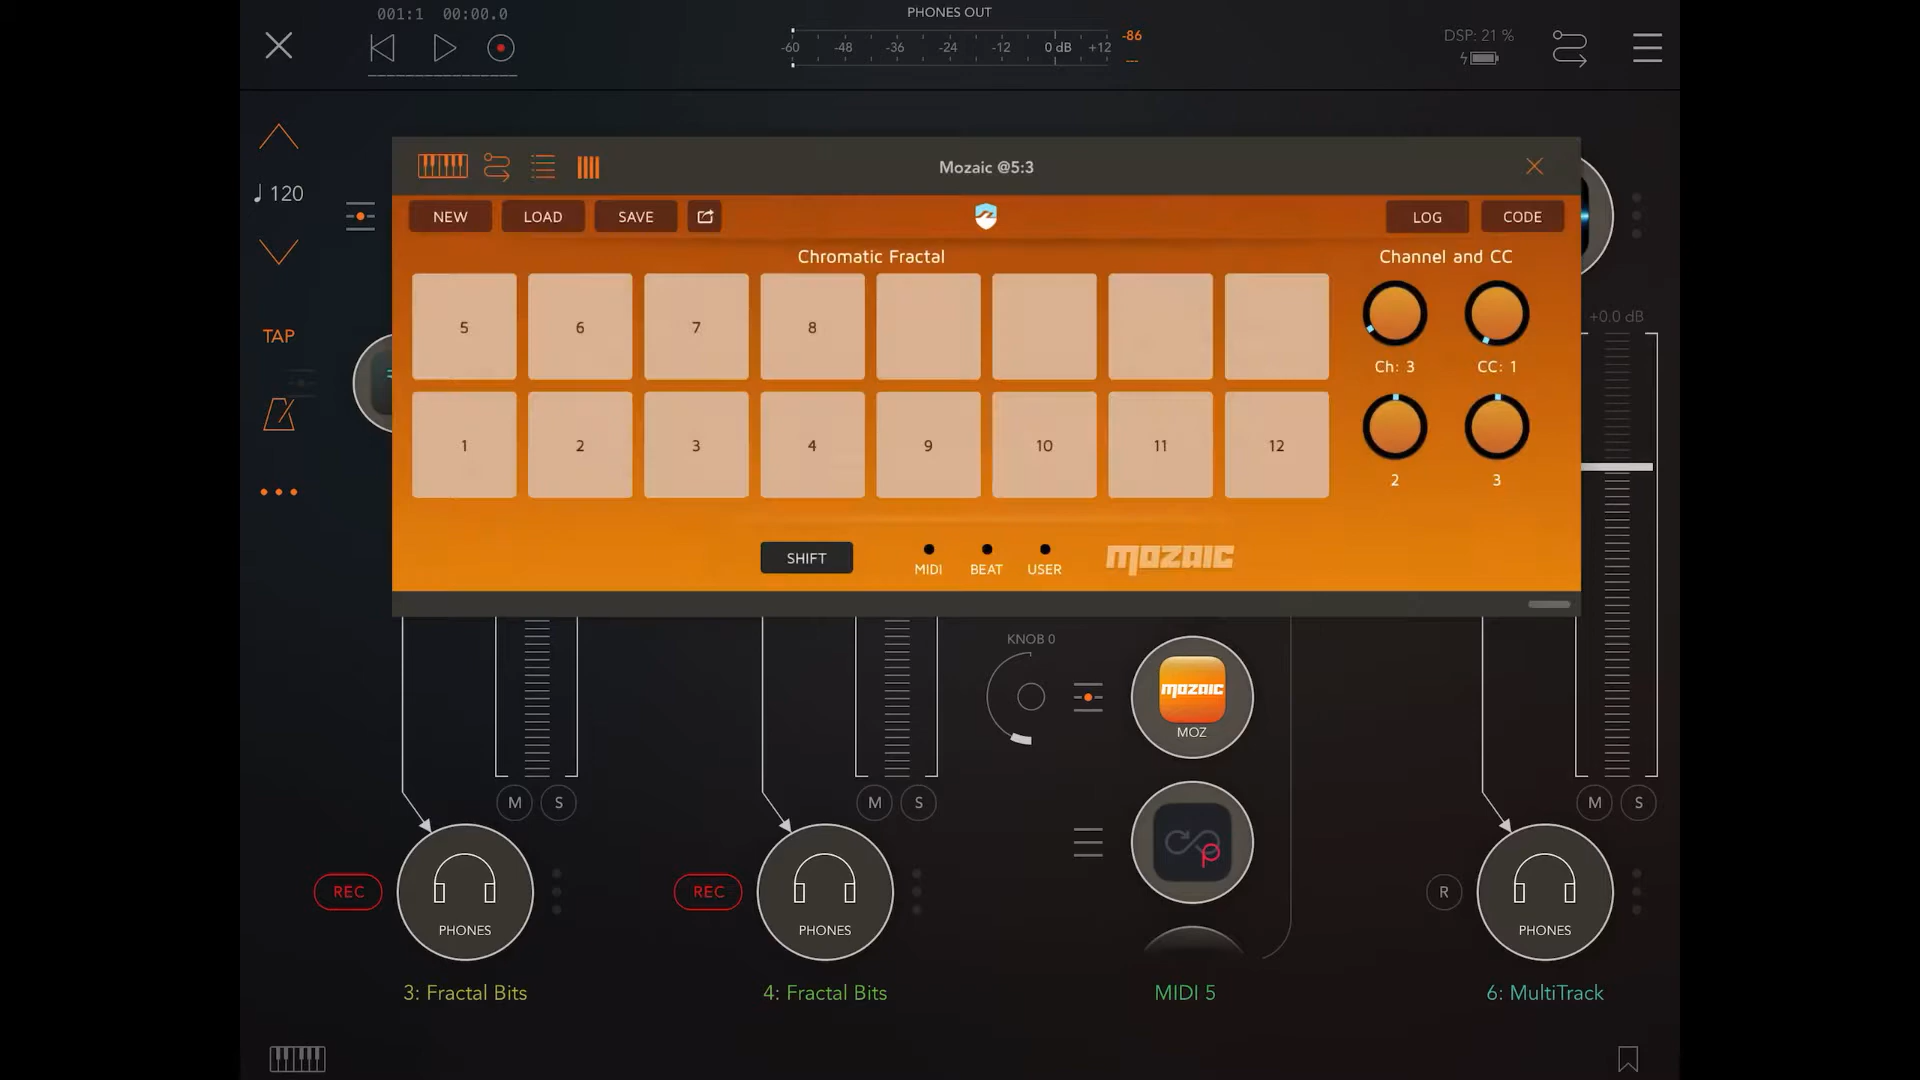 001:1 00:00.0
PHONES OUT
-60 -48 -36 -24 -12 0 dB +12
-86
---
DSP: 21 %
120
TAP
Mozaic @5:3
NEW LOAD SAVE
LOG CODE
Chromatic Fractal
Channel and CC
5 6 7 8
1 2 3 4 9 10 11 12
Ch: 3 CC: 1
2 3
SHIFT
MIDI BEAT USER
mozaic
+0.0 dB
KNOB 0
mozaic
MOZ
M S
M S
M S
REC
PHONES
REC
PHONES
R
PHONES
3: Fractal Bits
4: Fractal Bits
MIDI 5
6: MultiTrack